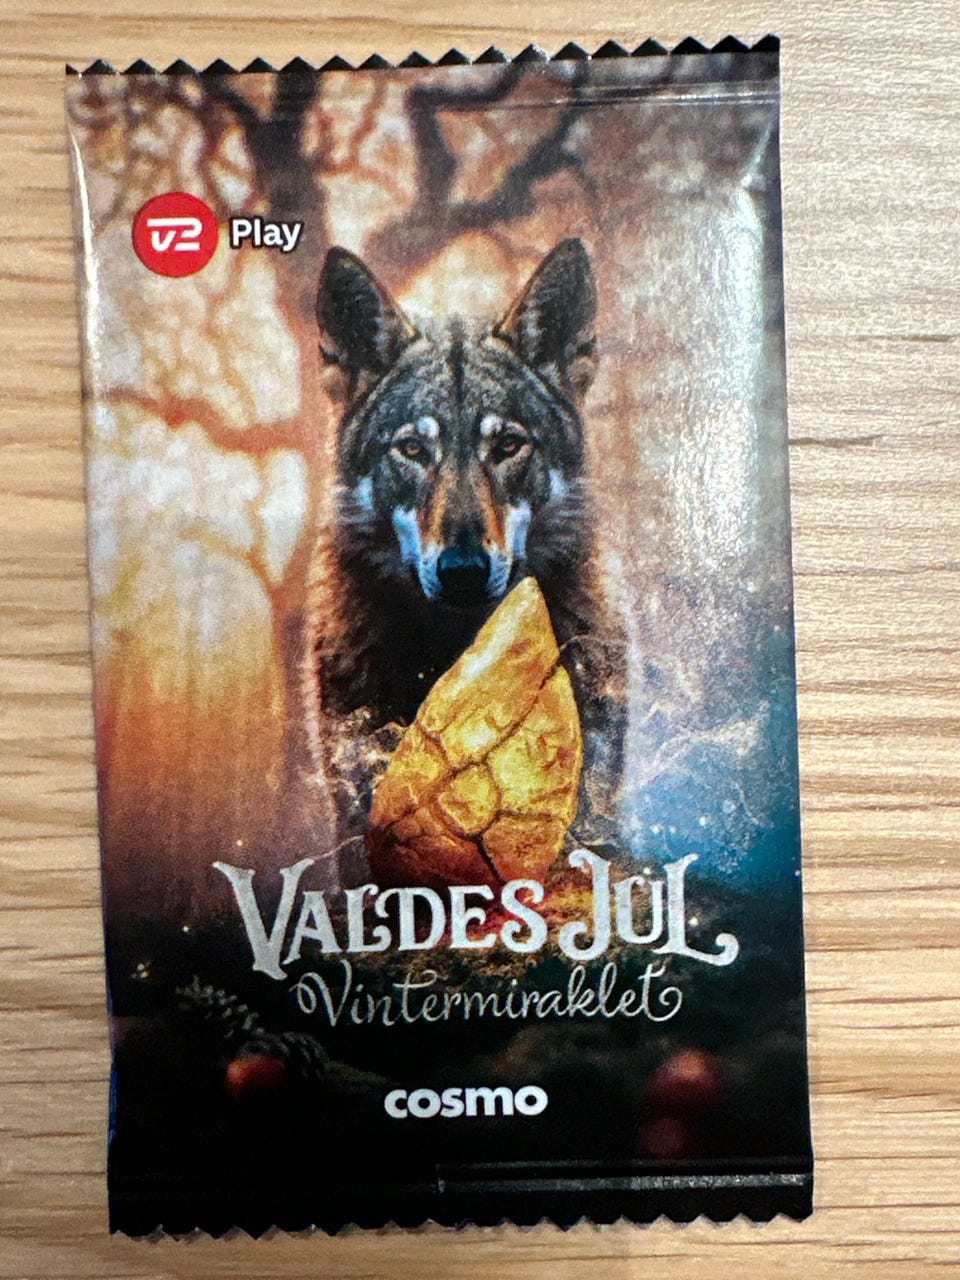 TV2 Play
VALDES JUL
Vintermiraklet
cosmo